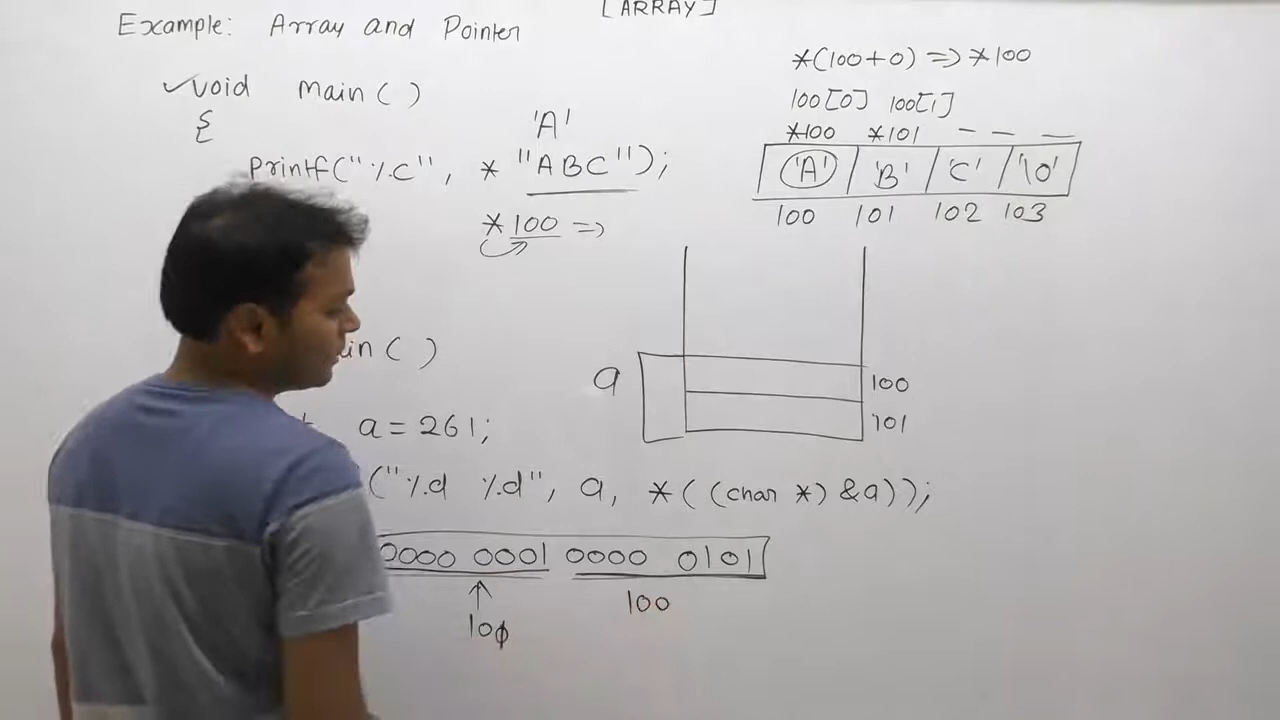 [ARRAY]
Example: Array and Pointer
void main( )
{
'A'
printf("%c", * "ABC");
*100 =>
*(100+0) => *100
100[0] 100[1]
*100 *101 - - -
'A' 'B' 'C' '\0'
100 101 102 103
a
100
101
in( )
a = 261;
("%d %d", a, *((char *) &a));
0000 0001 0000 0101
100